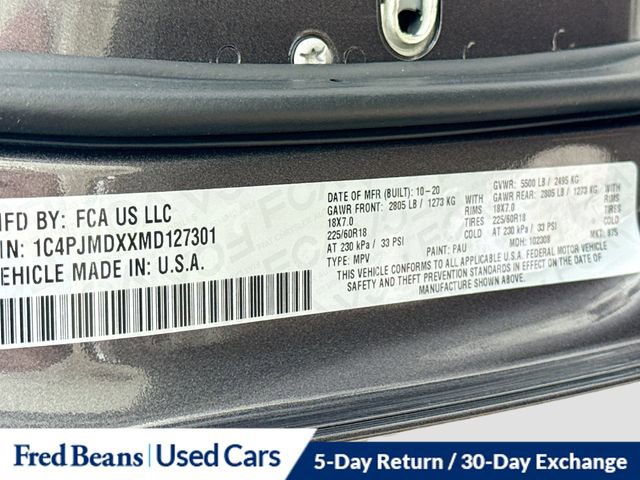 MFD BY: FCA US LLC
VIN: 1C4PJMDXXMD127301
VEHICLE MADE IN: U.S.A.
DATE OF MFR (BUILT): 10-20
GVWR: 5500 LB / 2495 KG
GAWR FRONT: 2805 LB / 1273 KG
GAWR REAR: 2805 LB / 1273 KG
18X7.0 RIMS 18X7.0 RIMS
225/60R18 TIRES 225/60R18 TIRES
AT 230 kPa / 33 PSI COLD AT 230 kPa / 33 PSI COLD
TYPE: MPV PAINT: PAU MDH: 102308 MKT: 875
THIS VEHICLE CONFORMS TO ALL APPLICABLE U.S.A. FEDERAL MOTOR VEHICLE
SAFETY AND THEFT PREVENTION STANDARDS IN EFFECT ON THE DATE OF
MANUFACTURE SHOWN ABOVE.
Fred Beans | Used Cars
5-Day Return / 30-Day Exchange